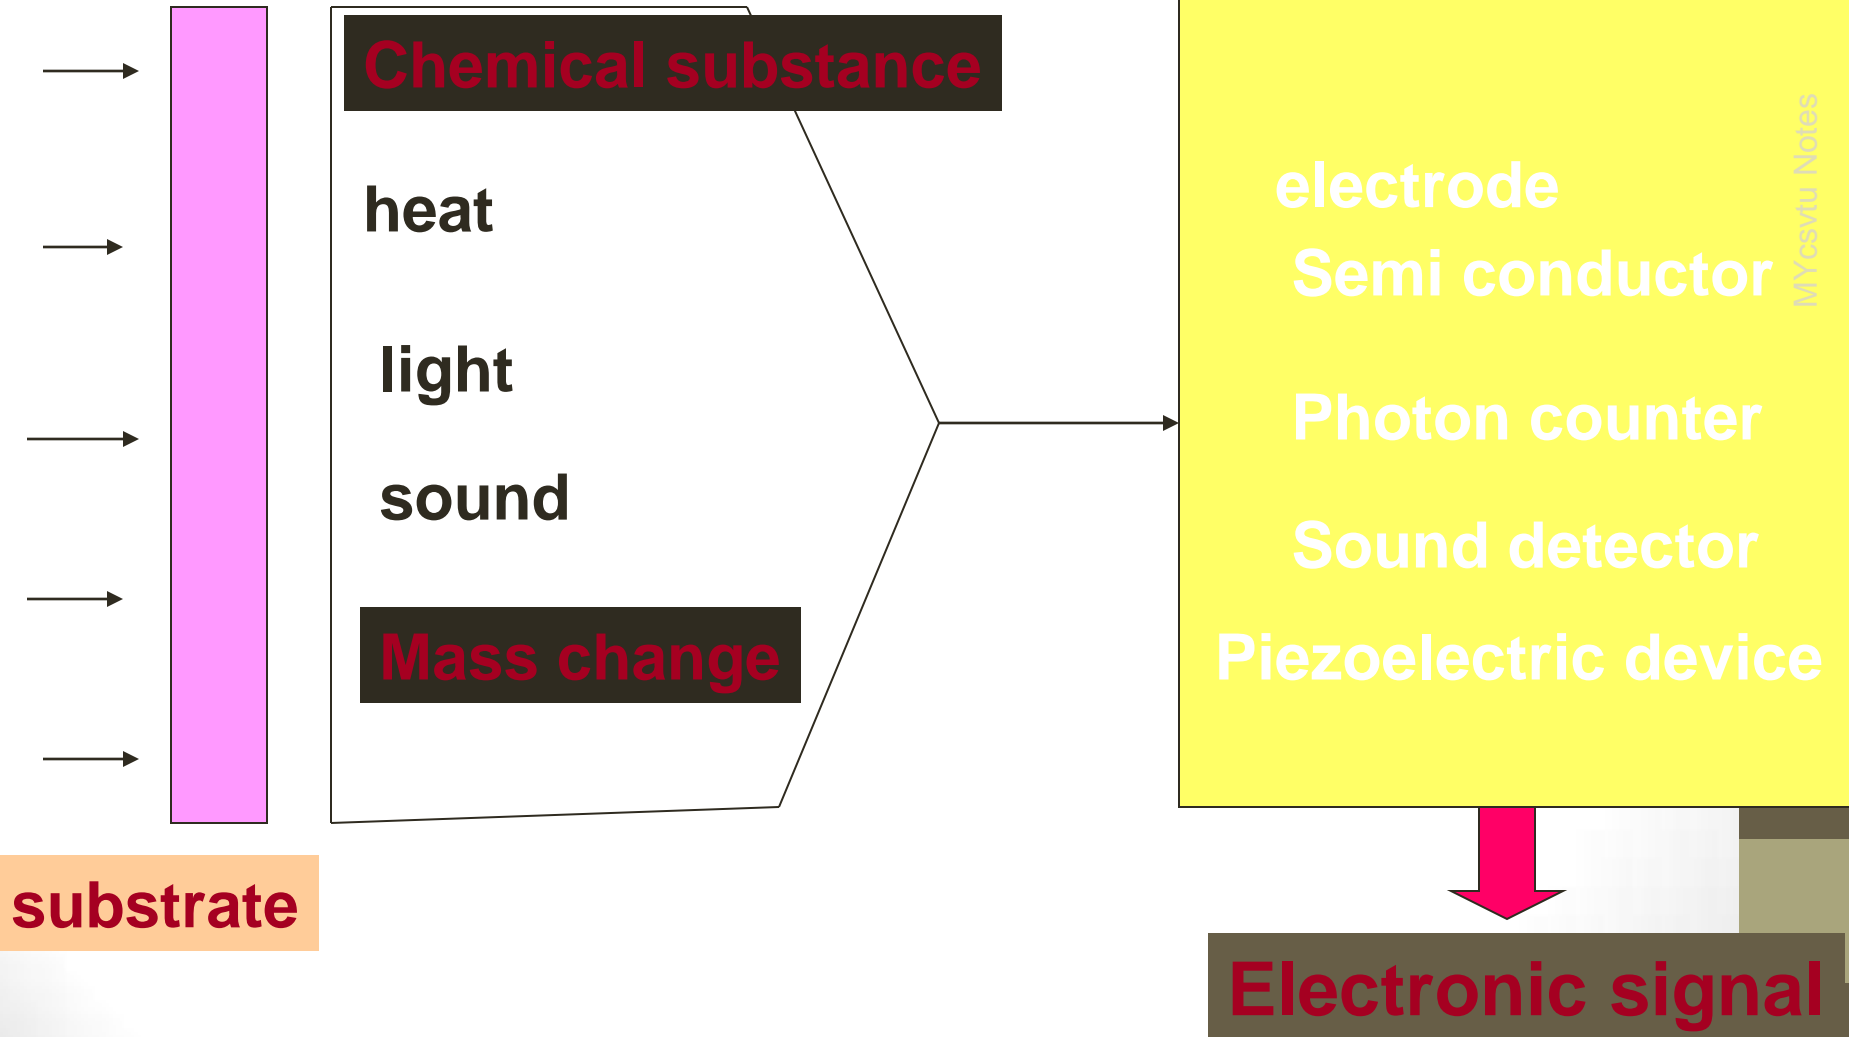 Chemical substance
heat
light
sound
Mass change
electrode
Semi conductor
Photon counter
Sound detector
Piezoelectric device
MYcsvtu Notes
substrate
Electronic signal